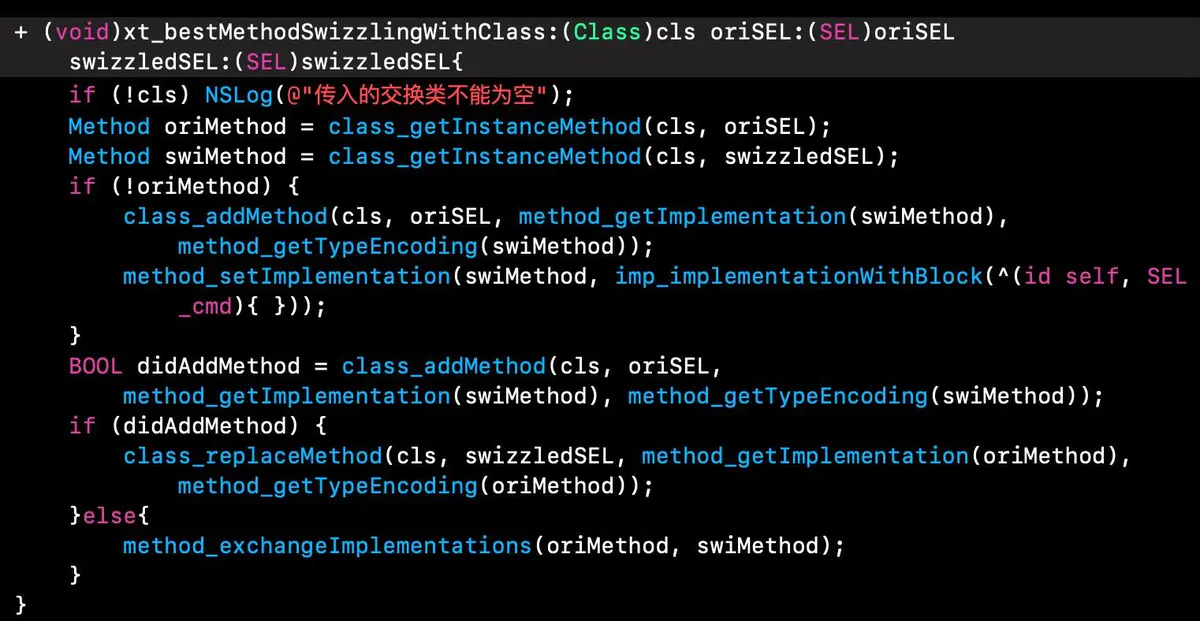 + (void)xt_bestMethodSwizzlingWithClass:(Class)cls oriSEL:(SEL)oriSEL
swizzledSEL:(SEL)swizzledSEL{
if (!cls) NSLog(@"传入的交换类不能为空");
Method oriMethod = class_getInstanceMethod(cls, oriSEL);
Method swiMethod = class_getInstanceMethod(cls, swizzledSEL);
if (!oriMethod) {
class_addMethod(cls, oriSEL, method_getImplementation(swiMethod),
method_getTypeEncoding(swiMethod));
method_setImplementation(swiMethod, imp_implementationWithBlock(^(id self, SEL
_cmd){ }));
}
BOOL didAddMethod = class_addMethod(cls, oriSEL,
method_getImplementation(swiMethod), method_getTypeEncoding(swiMethod));
if (didAddMethod) {
class_replaceMethod(cls, swizzledSEL, method_getImplementation(oriMethod),
method_getTypeEncoding(oriMethod));
}else{
method_exchangeImplementations(oriMethod, swiMethod);
}
}